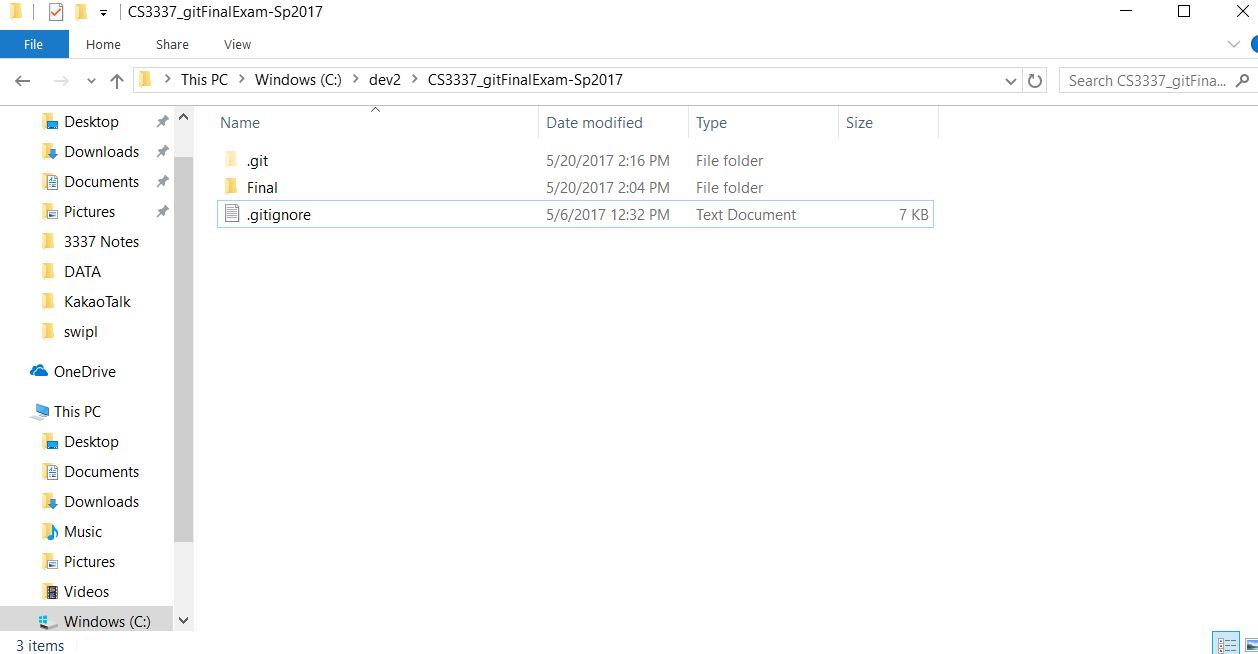 CS3337_gitFinalExam-Sp2017
File Home Share View
This PC Windows (C:) dev2 CS3337_gitFinalExam-Sp2017 Search CS3337_gitFina...
Desktop
Downloads
Documents
Pictures
3337 Notes
DATA
KakaoTalk
swipl
OneDrive
This PC
Desktop
Documents
Downloads
Music
Pictures
Videos
Windows (C:)
Name Date modified Type Size
.git 5/20/2017 2:16 PM File folder
Final 5/20/2017 2:04 PM File folder
.gitignore 5/6/2017 12:32 PM Text Document 7 KB
3 items